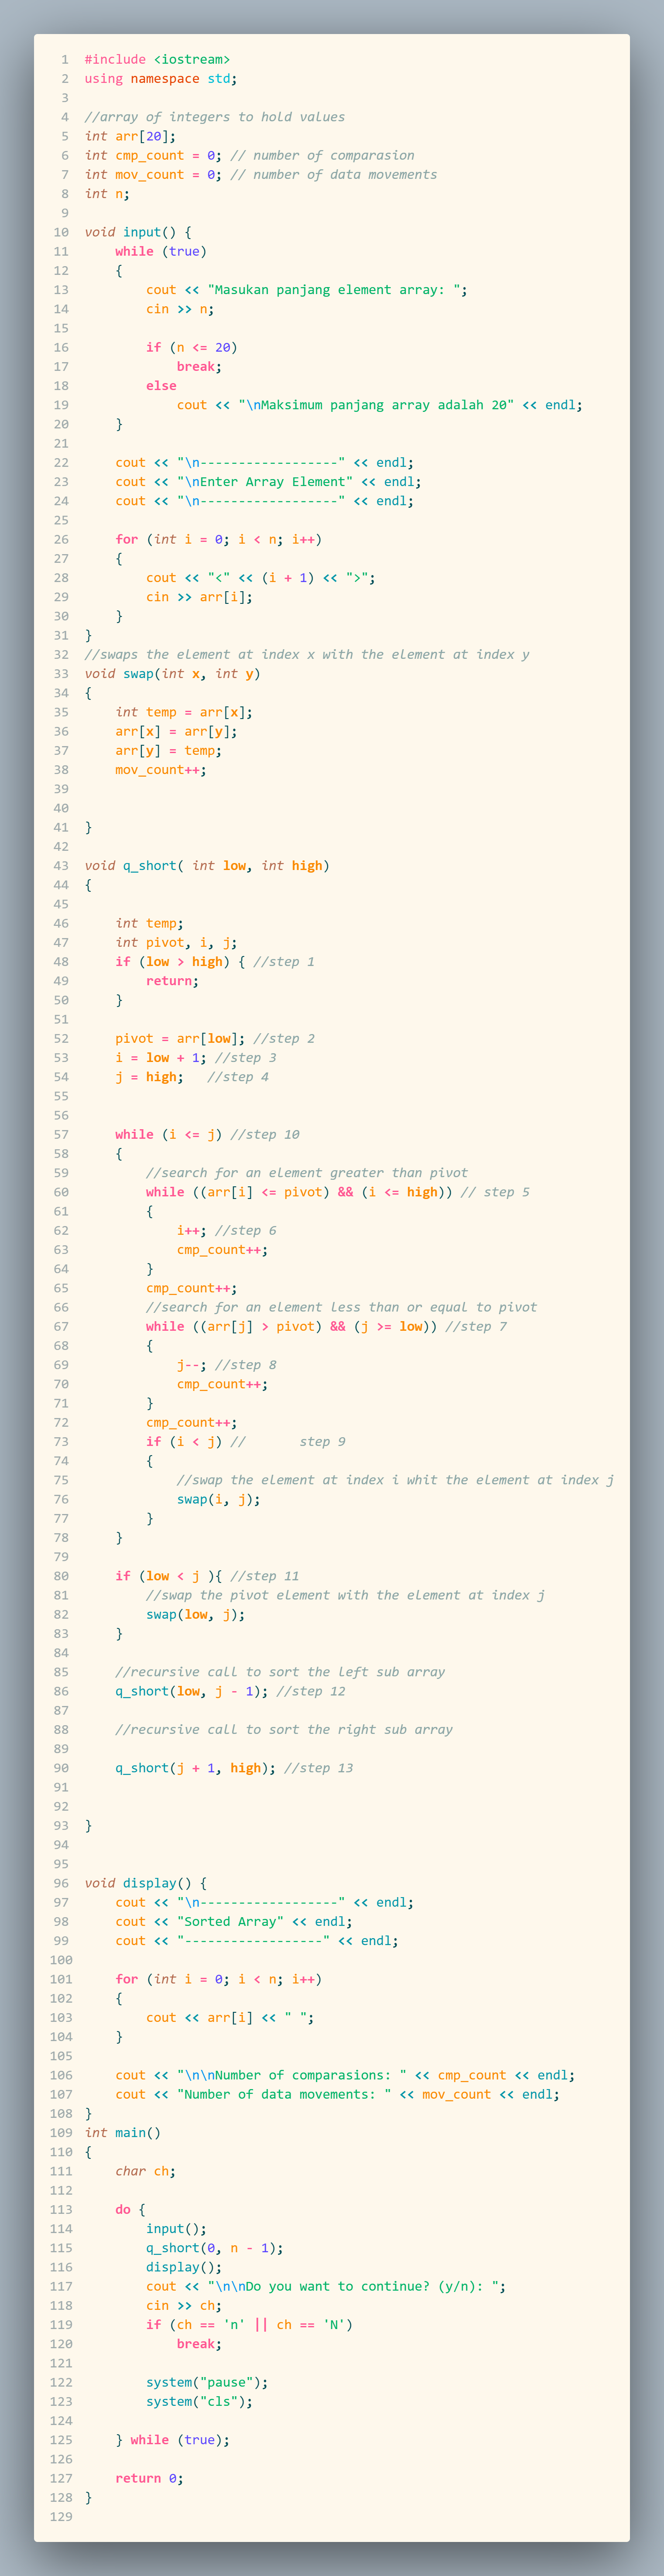 1 #include <iostream>
2 using namespace std;
3
4 //array of integers to hold values
5 int arr[20];
6 int cmp_count = 0; // number of comparasion
7 int mov_count = 0; // number of data movements
8 int n;
9
10 void input() {
11     while (true)
12     {
13         cout << "Masukan panjang element array: ";
14         cin >> n;
15
16         if (n <= 20)
17             break;
18         else
19             cout << "\nMaksimum panjang array adalah 20" << endl;
20     }
21
22     cout << "\n------------------" << endl;
23     cout << "\nEnter Array Element" << endl;
24     cout << "\n------------------" << endl;
25
26     for (int i = 0; i < n; i++)
27     {
28         cout << "<" << (i + 1) << ">";
29         cin >> arr[i];
30     }
31 }
32 //swaps the element at index x with the element at index y
33 void swap(int x, int y)
34 {
35     int temp = arr[x];
36     arr[x] = arr[y];
37     arr[y] = temp;
38     mov_count++;
39
40
41 }
42
43 void q_short( int low, int high)
44 {
45
46     int temp;
47     int pivot, i, j;
48     if (low > high) { //step 1
49         return;
50     }
51
52     pivot = arr[low]; //step 2
53     i = low + 1; //step 3
54     j = high;   //step 4
55
56
57     while (i <= j) //step 10
58     {
59         //search for an element greater than pivot
60         while ((arr[i] <= pivot) && (i <= high)) // step 5
61         {
62             i++; //step 6
63             cmp_count++;
64         }
65         cmp_count++;
66         //search for an element less than or equal to pivot
67         while ((arr[j] > pivot) && (j >= low)) //step 7
68         {
69             j--; //step 8
70             cmp_count++;
71         }
72         cmp_count++;
73         if (i < j) //       step 9
74         {
75             //swap the element at index i whit the element at index j
76             swap(i, j);
77         }
78     }
79
80     if (low < j ){ //step 11
81         //swap the pivot element with the element at index j
82         swap(low, j);
83     }
84
85     //recursive call to sort the left sub array
86     q_short(low, j - 1); //step 12
87
88     //recursive call to sort the right sub array
89
90     q_short(j + 1, high); //step 13
91
92
93 }
94
95
96 void display() {
97     cout << "\n------------------" << endl;
98     cout << "Sorted Array" << endl;
99     cout << "------------------" << endl;
100
101     for (int i = 0; i < n; i++)
102     {
103         cout << arr[i] << " ";
104     }
105
106     cout << "\n\nNumber of comparasions: " << cmp_count << endl;
107     cout << "Number of data movements: " << mov_count << endl;
108 }
109 int main()
110 {
111     char ch;
112
113     do {
114         input();
115         q_short(0, n - 1);
116         display();
117         cout << "\n\nDo you want to continue? (y/n): ";
118         cin >> ch;
119         if (ch == 'n' || ch == 'N')
120             break;
121
122         system("pause");
123         system("cls");
124
125     } while (true);
126
127     return 0;
128 }
129